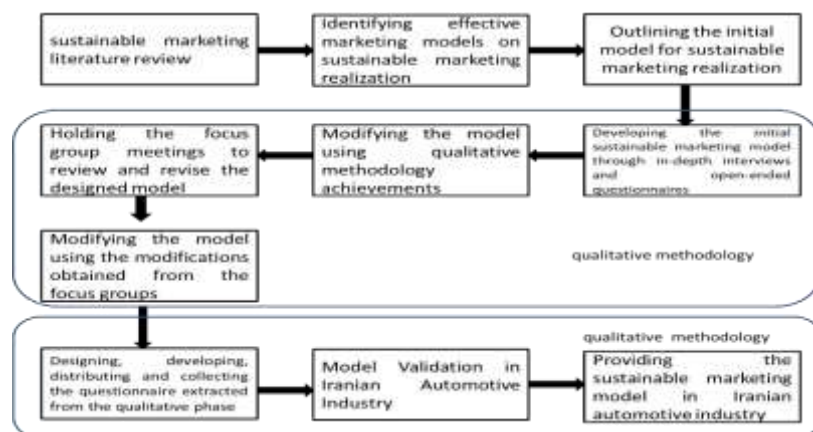 sustainable marketing
literature review
Identifying effective
marketing models on
sustainable marketing
realization
Outlining the initial
model for sustainable
marketing realization
Holding the focus
group meetings to
review and revise the
designed model
Modifying the model
using qualitative
methodology
achievements
Developing the initial
sustainable marketing model
through in-depth interviews
and open-ended
questionnaires
Modifying the model
using the modifications
obtained from the
focus groups
qualitative methodology
qualitative methodology
Designing, developing,
distributing and collecting
the questionnaire extracted
from the qualitative phase
Model Validation in
Iranian Automotive
Industry
Providing the
sustainable marketing
model in Iranian
automotive industry